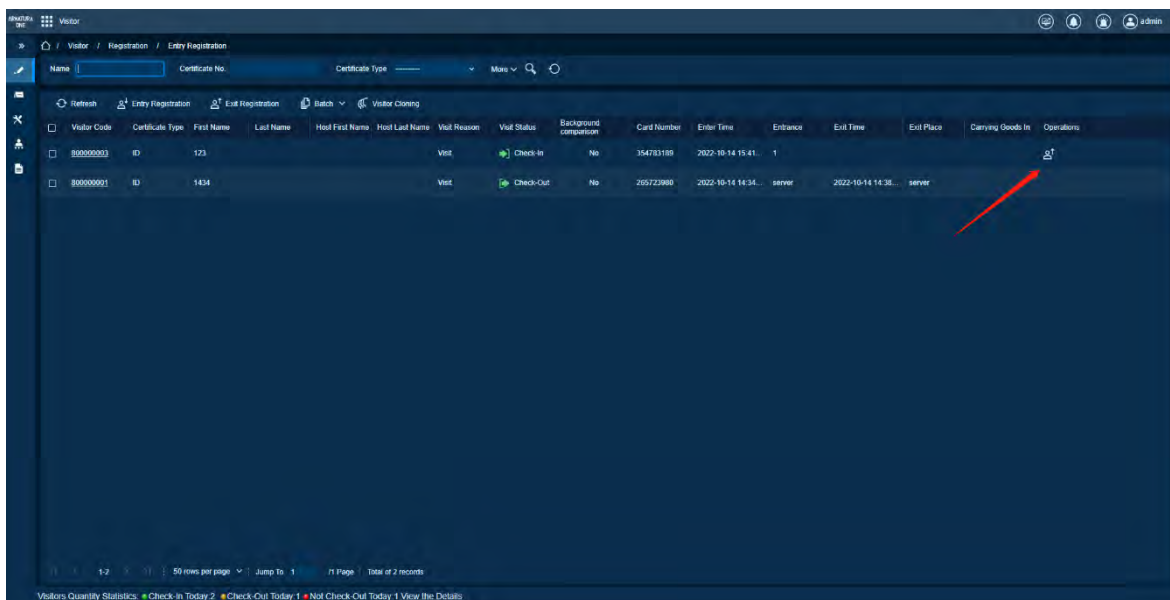 ARMATURA ONE Visitor admin
/ Visitor / Registration / Entry Registration
Name Certificate No. Certificate Type -------- More
Refresh Entry Registration Exit Registration Batch Visitor Cloning
Visitor Code Certificate Type First Name Last Name Host First Name Host Last Name Visit Reason Visit Status Background comparison Card Number Enter Time Entrance Exit Time Exit Place Carrying Goods In Operations
800000003 ID 123 Visit Check-In No 354783189 2022-10-14 15:41... 1
800000001 ID 1434 Visit Check-Out No 265723980 2022-10-14 14:34... server 2022-10-14 14:38... server
1-2 50 rows per page Jump To 1 /1 Page Total of 2 records
Visitors Quantity Statistics: Check-In Today:2 Check-Out Today:1 Not Check-Out Today:1 View the Details